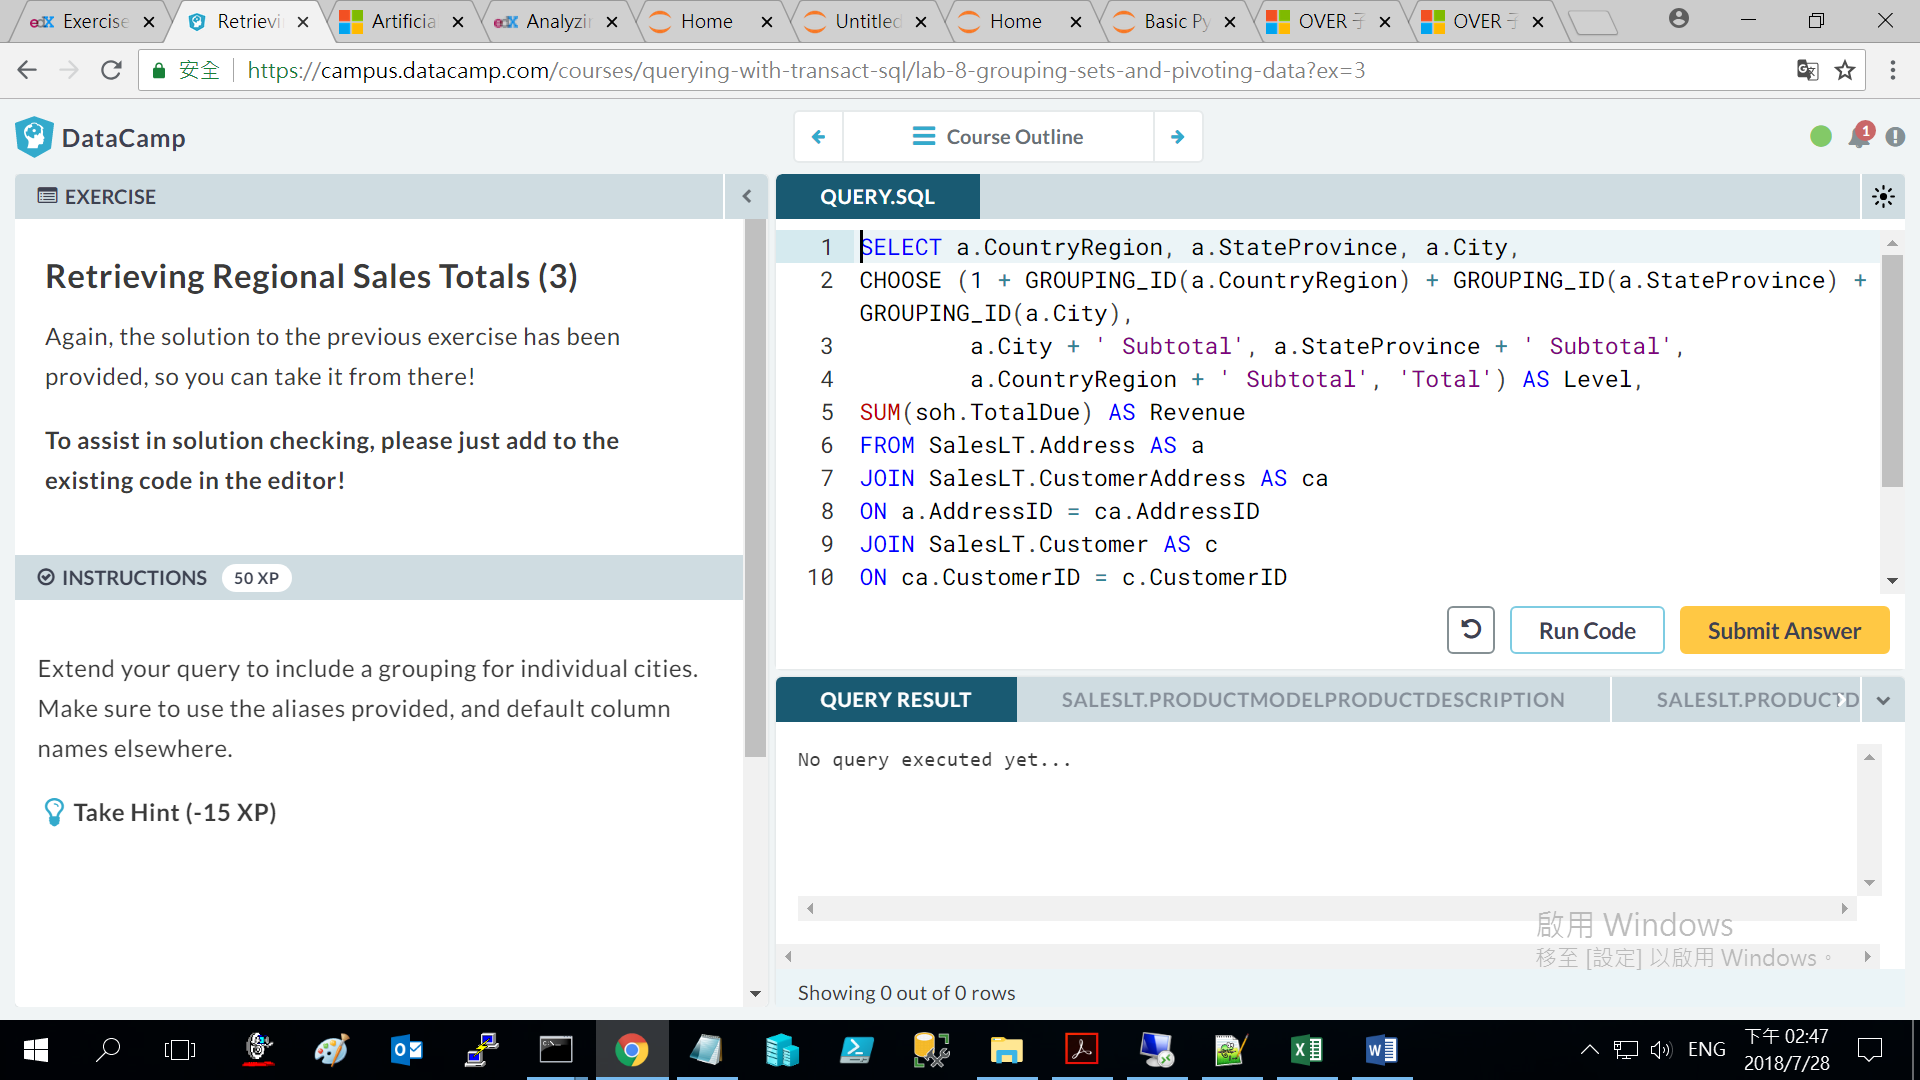 Exercise
Retrievi
Artificia
Analyzin
Home
Untitled
Home
Basic Py
OVER 子
OVER 子
安全
https://campus.datacamp.com/courses/querying-with-transact-sql/lab-8-grouping-sets-and-pivoting-data?ex=3
DataCamp
Course Outline
1
EXERCISE
Retrieving Regional Sales Totals (3)
Again, the solution to the previous exercise has been
provided, so you can take it from there!
To assist in solution checking, please just add to the
existing code in the editor!
INSTRUCTIONS 50 XP
Extend your query to include a grouping for individual cities.
Make sure to use the aliases provided, and default column
names elsewhere.
Take Hint (-15 XP)
QUERY.SQL
1 SELECT a.CountryRegion, a.StateProvince, a.City,
2 CHOOSE (1 + GROUPING_ID(a.CountryRegion) + GROUPING_ID(a.StateProvince) +
GROUPING_ID(a.City),
3 a.City + ' Subtotal', a.StateProvince + ' Subtotal',
4 a.CountryRegion + ' Subtotal', 'Total') AS Level,
5 SUM(soh.TotalDue) AS Revenue
6 FROM SalesLT.Address AS a
7 JOIN SalesLT.CustomerAddress AS ca
8 ON a.AddressID = ca.AddressID
9 JOIN SalesLT.Customer AS c
10 ON ca.CustomerID = c.CustomerID
Run Code
Submit Answer
QUERY RESULT
SALESLT.PRODUCTMODELPRODUCTDESCRIPTION
SALESLT.PRODUCTD
No query executed yet...
啟用 Windows
移至 [設定] 以啟用 Windows。
Showing 0 out of 0 rows
ENG
下午 02:47
2018/7/28